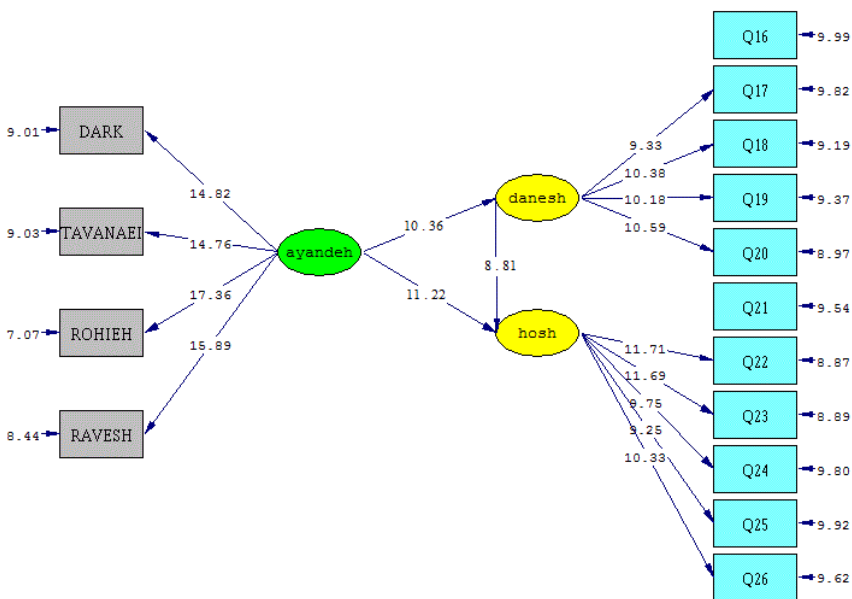 Q16
9.99
Q17
9.82
9.01
DARK
9.33
Q18
9.19
10.38
14.82
danesh
10.18
Q19
9.37
9.03
TAVANAEI
14.76
10.36
10.59
ayandeh
Q20
8.97
8.81
17.36
11.22
Q21
9.54
7.07
ROHIEH
hosh
15.89
11.71
Q22
8.87
11.69
9.75
Q23
8.89
9.25
8.44
RAVESH
10.33
Q24
9.80
Q25
9.92
Q26
9.62